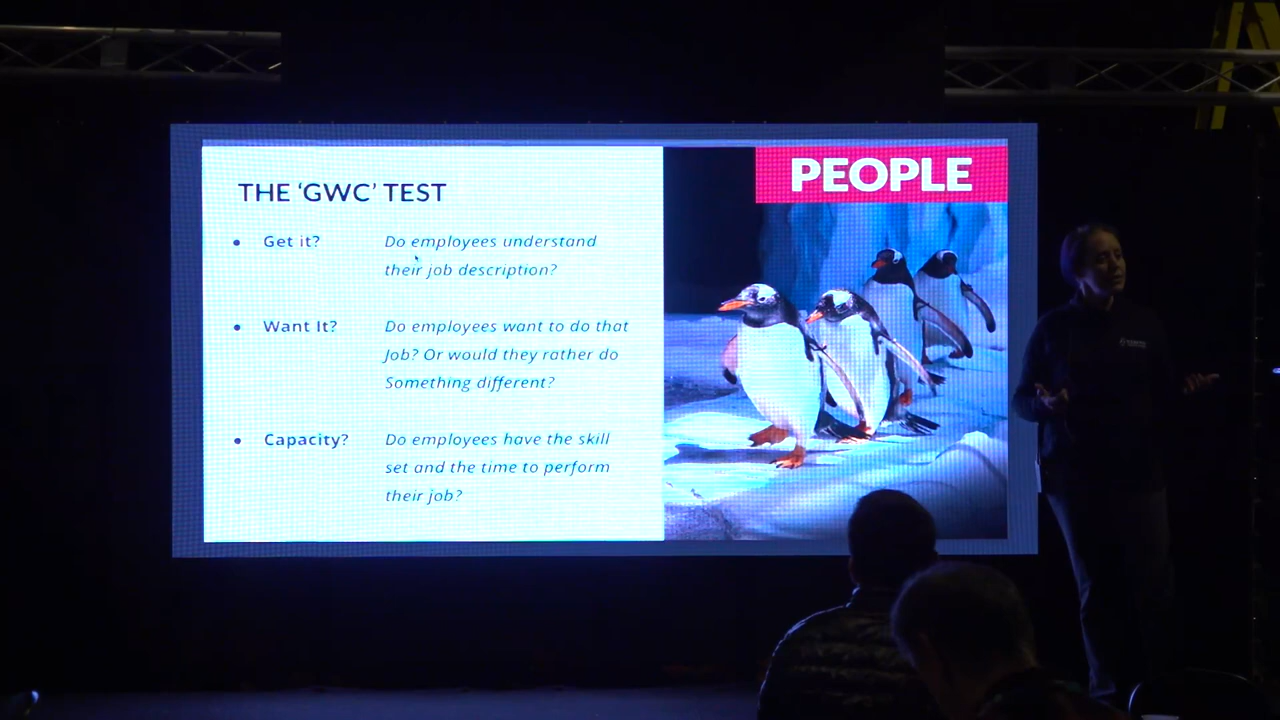 PEOPLE
THE ‘GWC’ TEST
• Get it? Do employees understand
their job description?
• Want It? Do employees want to do that
Job? Or would they rather do
Something different?
• Capacity? Do employees have the skill
set and the time to perform
their job?